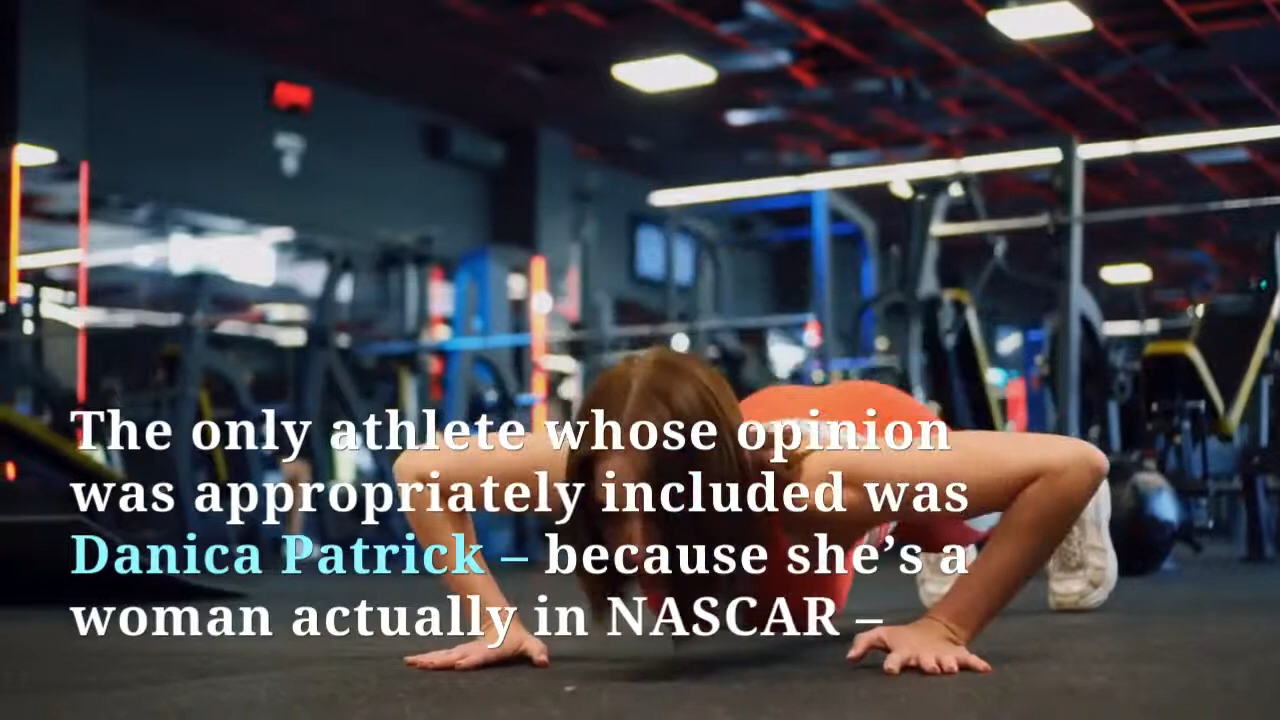 The only athlete whose opinion
was appropriately included was
Danica Patrick – because she’s a
woman actually in NASCAR –